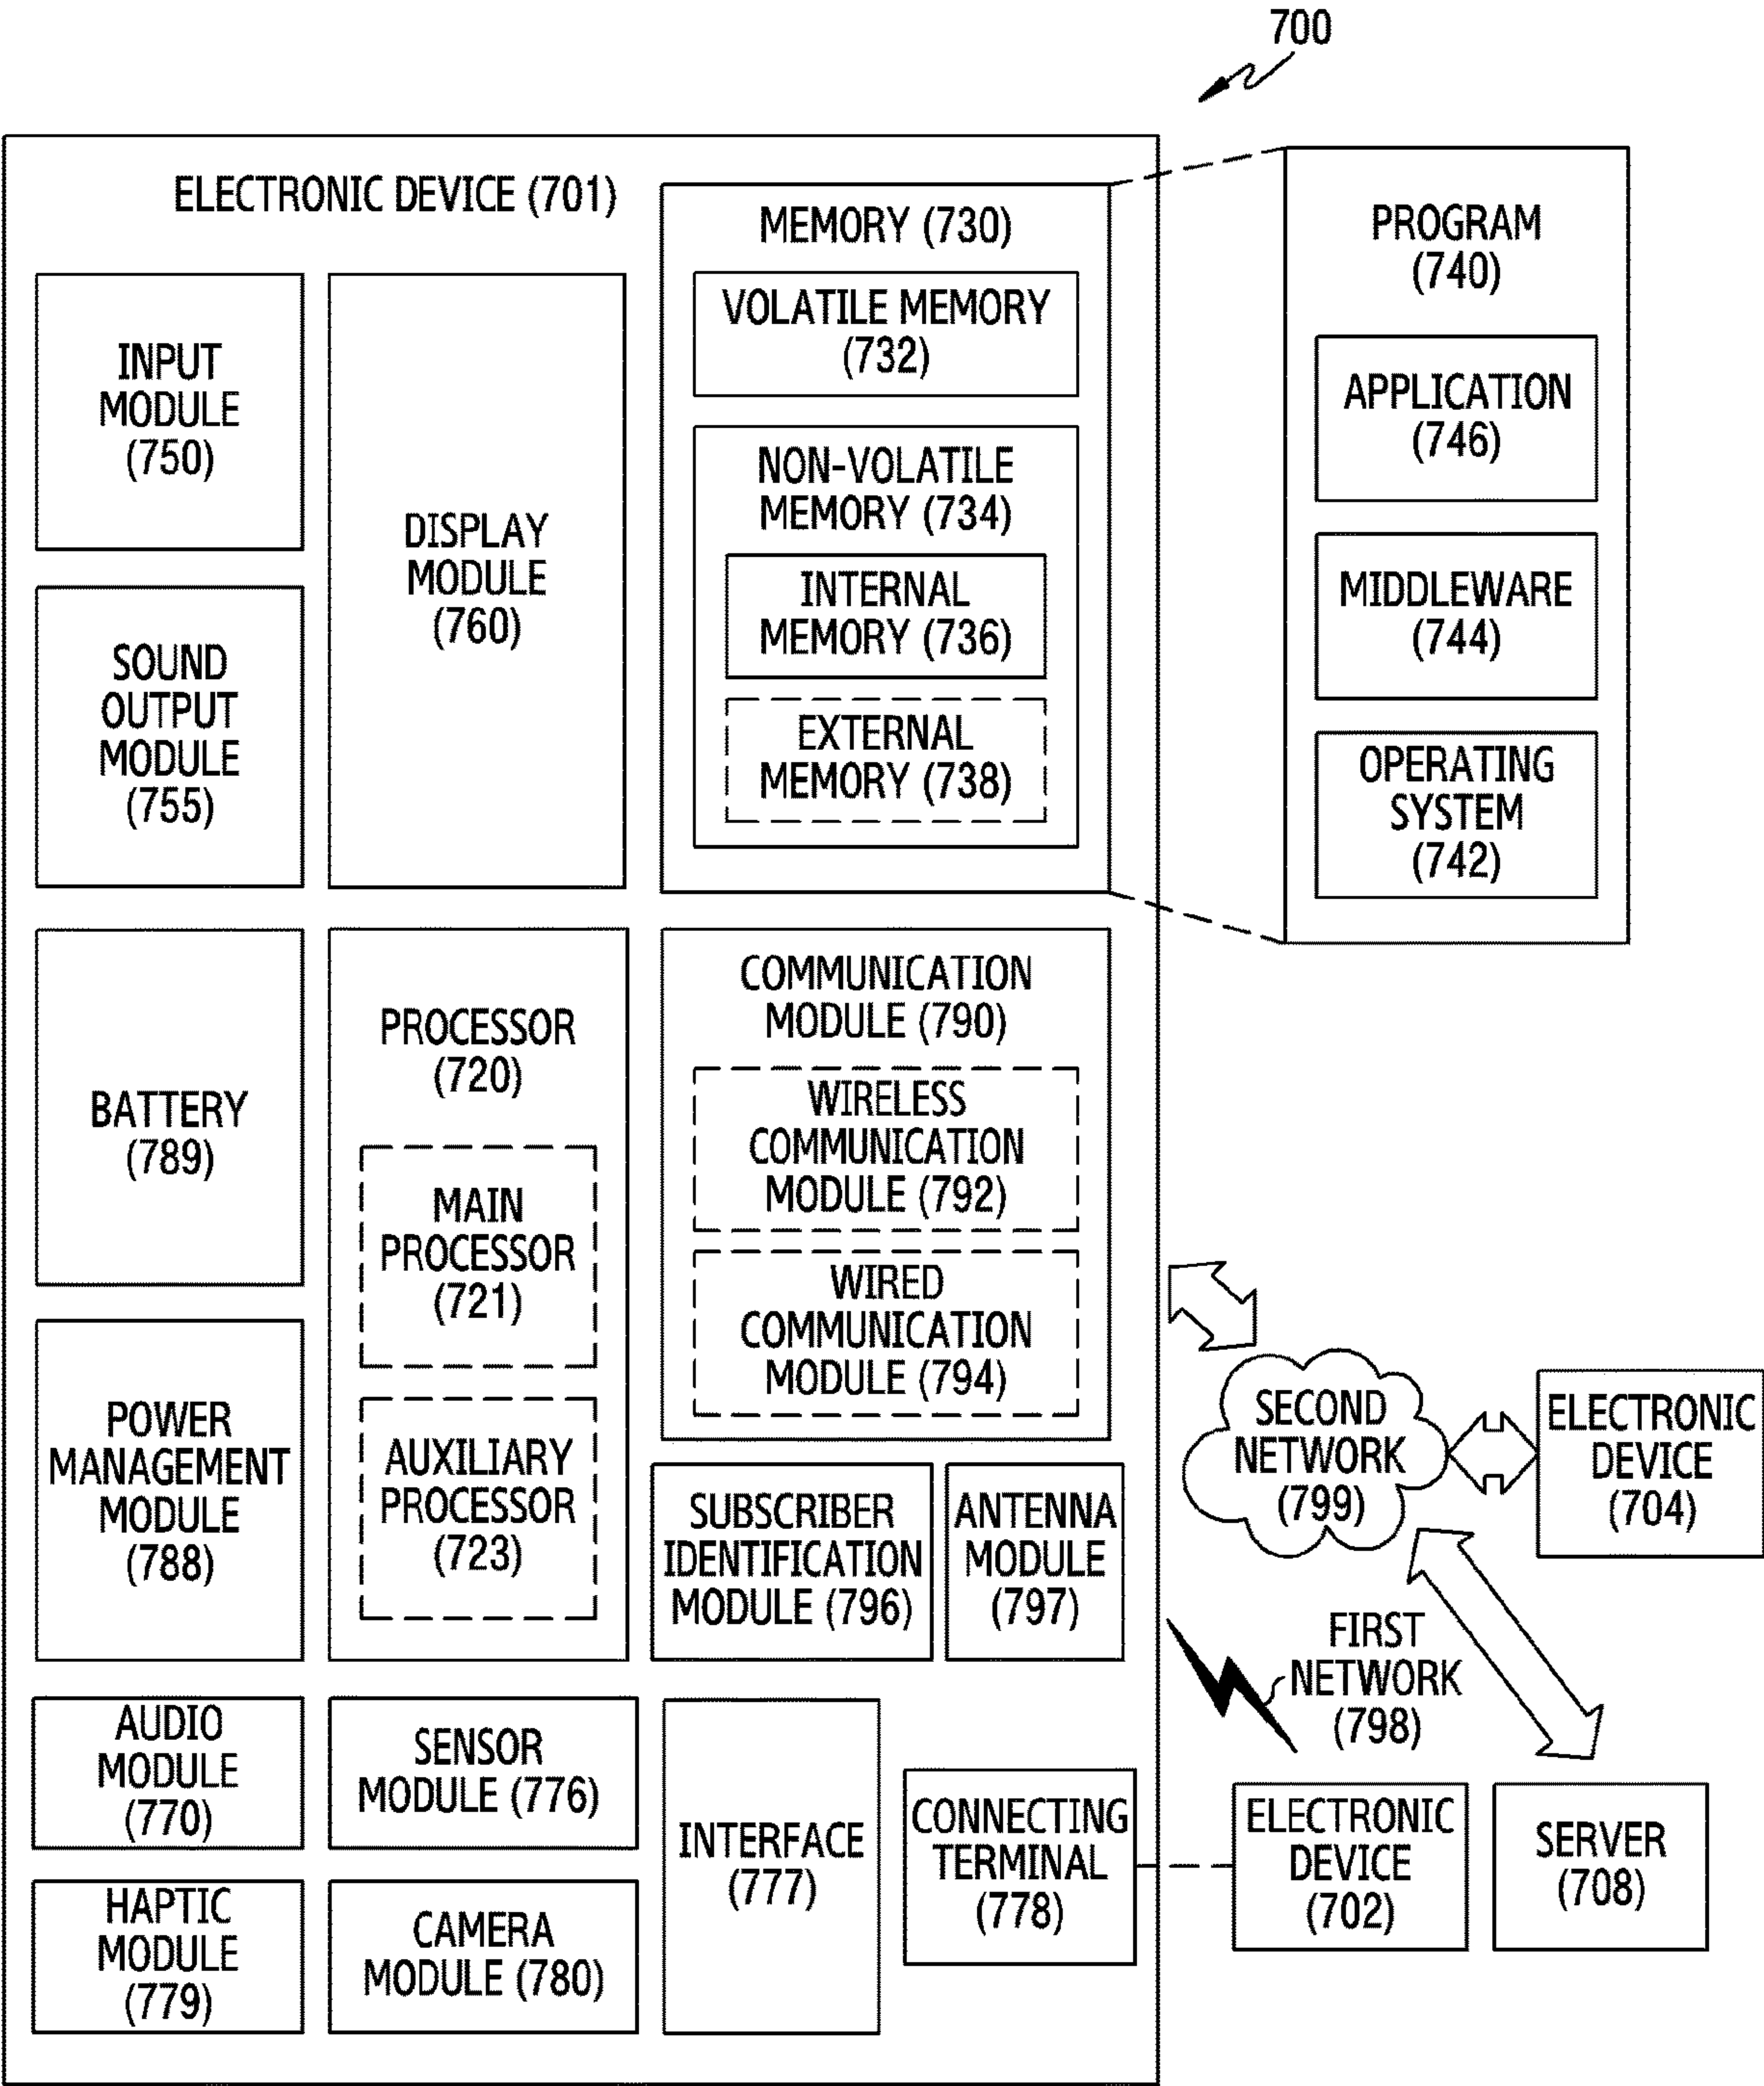 700
ELECTRONIC DEVICE (701)
INPUT
MODULE
(750)
SOUND
OUTPUT
MODULE
(755)
DISPLAY
MODULE
(760)
MEMORY (730)
VOLATILE MEMORY
(732)
NON-VOLATILE
MEMORY (734)
INTERNAL
MEMORY (736)
EXTERNAL
MEMORY (738)
PROGRAM
(740)
APPLICATION
(746)
MIDDLEWARE
(744)
OPERATING
SYSTEM
(742)
BATTERY
(789)
POWER
MANAGEMENT
MODULE
(788)
PROCESSOR
(720)
MAIN
PROCESSOR
(721)
AUXILIARY
PROCESSOR
(723)
COMMUNICATION
MODULE (790)
WIRELESS
COMMUNICATION
MODULE (792)
WIRED
COMMUNICATION
MODULE (794)
SUBSCRIBER
IDENTIFICATION
MODULE (796)
ANTENNA
MODULE
(797)
SECOND
NETWORK
(799)
ELECTRONIC
DEVICE
(704)
FIRST
NETWORK
(798)
AUDIO
MODULE
(770)
SENSOR
MODULE (776)
HAPTIC
MODULE
(779)
CAMERA
MODULE (780)
INTERFACE
(777)
CONNECTING
TERMINAL
(778)
ELECTRONIC
DEVICE
(702)
SERVER
(708)